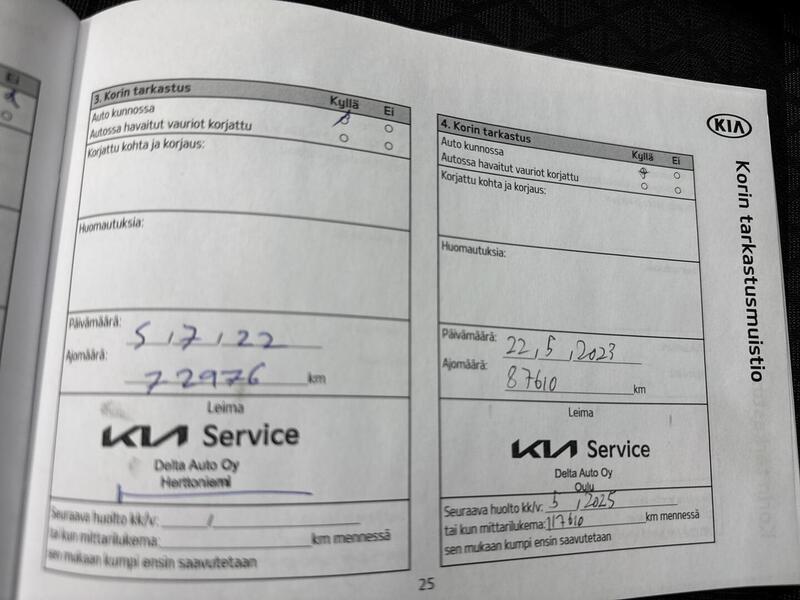 Ei
3. Korin tarkastus
Kyllä Ei
Auto kunnossa
Autossa havaitut vauriot korjattu
Korjattu kohta ja korjaus:
Huomautuksia:
Päivämäärä: 5,7,22
Ajomäärä: 72976 km
Leima
KIA Service
Delta Auto Oy
Herttoniemi
Seuraava huolto kk/v: /
tai kun mittarilukema: km mennessä
sen mukaan kumpi ensin saavutetaan
4. Korin tarkastus
Kyllä Ei
Auto kunnossa
Autossa havaitut vauriot korjattu
Korjattu kohta ja korjaus:
Huomautuksia:
Päivämäärä: 22,5,2023
Ajomäärä: 87610 km
Leima
KIA Service
Delta Auto Oy
Oulu
Seuraava huolto kk/v: 5,2025
tai kun mittarilukema: 117610 km mennessä
sen mukaan kumpi ensin saavutetaan
KIA
Korin tarkastusmuistio
25